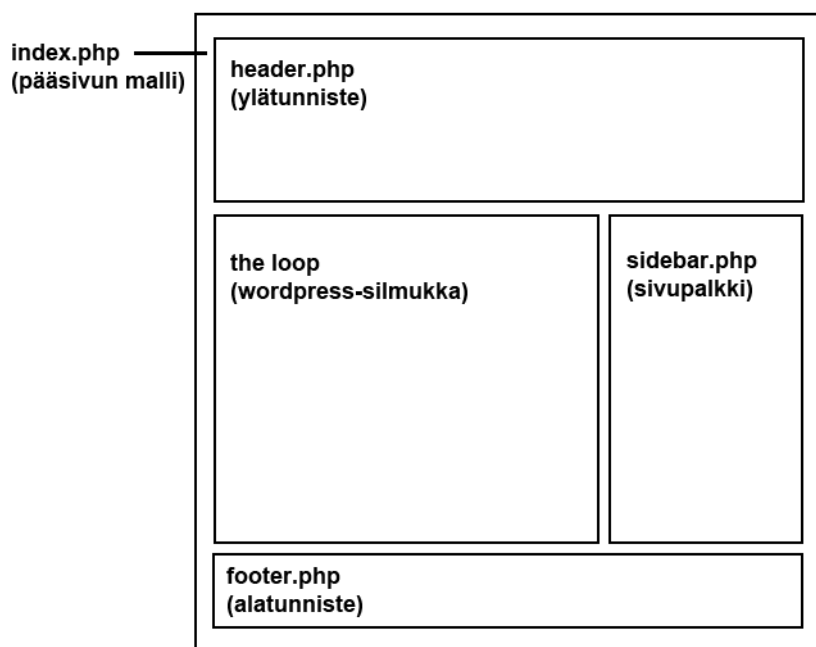 index.php
(pääsivun malli)
header.php
(ylätunniste)
the loop
(wordpress-silmukka)
sidebar.php
(sivupalkki)
footer.php
(alatunniste)